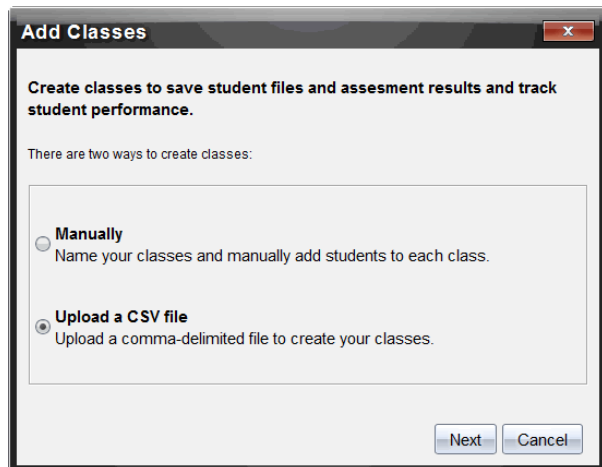 Add Classes
x
Create classes to save student files and assesment results and track
student performance.
There are two ways to create classes:
Manually
Name your classes and manually add students to each class.
Upload a CSV file
Upload a comma-delimited file to create your classes.
Next Cancel